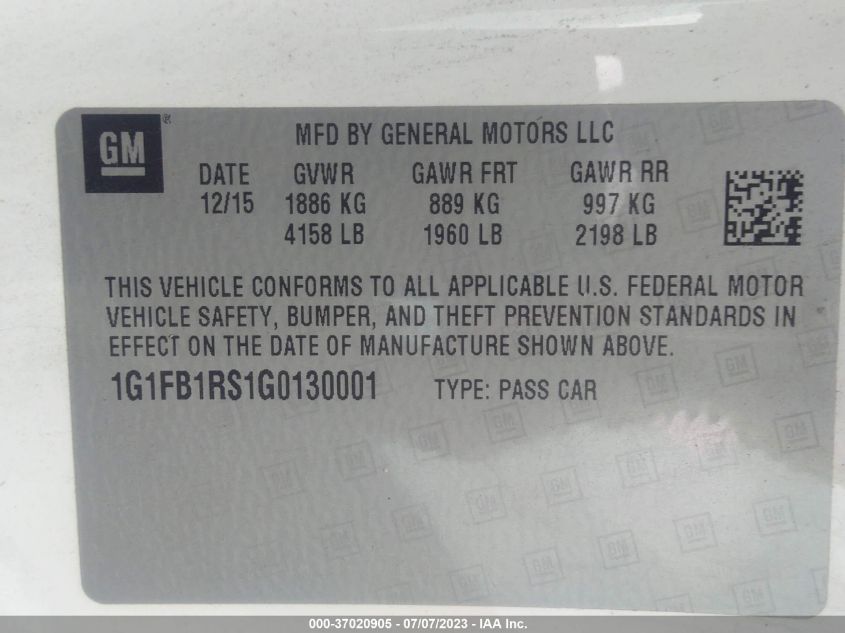 GM®
MFD BY GENERAL MOTORS LLC
DATE GVWR GAWR FRT GAWR RR
12/15 1886 KG 889 KG 997 KG
4158 LB 1960 LB 2198 LB
THIS VEHICLE CONFORMS TO ALL APPLICABLE U.S. FEDERAL MOTOR
VEHICLE SAFETY, BUMPER, AND THEFT PREVENTION STANDARDS IN
EFFECT ON THE DATE OF MANUFACTURE SHOWN ABOVE.
1G1FB1RS1G0130001 TYPE: PASS CAR
000-37020905 - 07/07/2023 - IAA Inc.